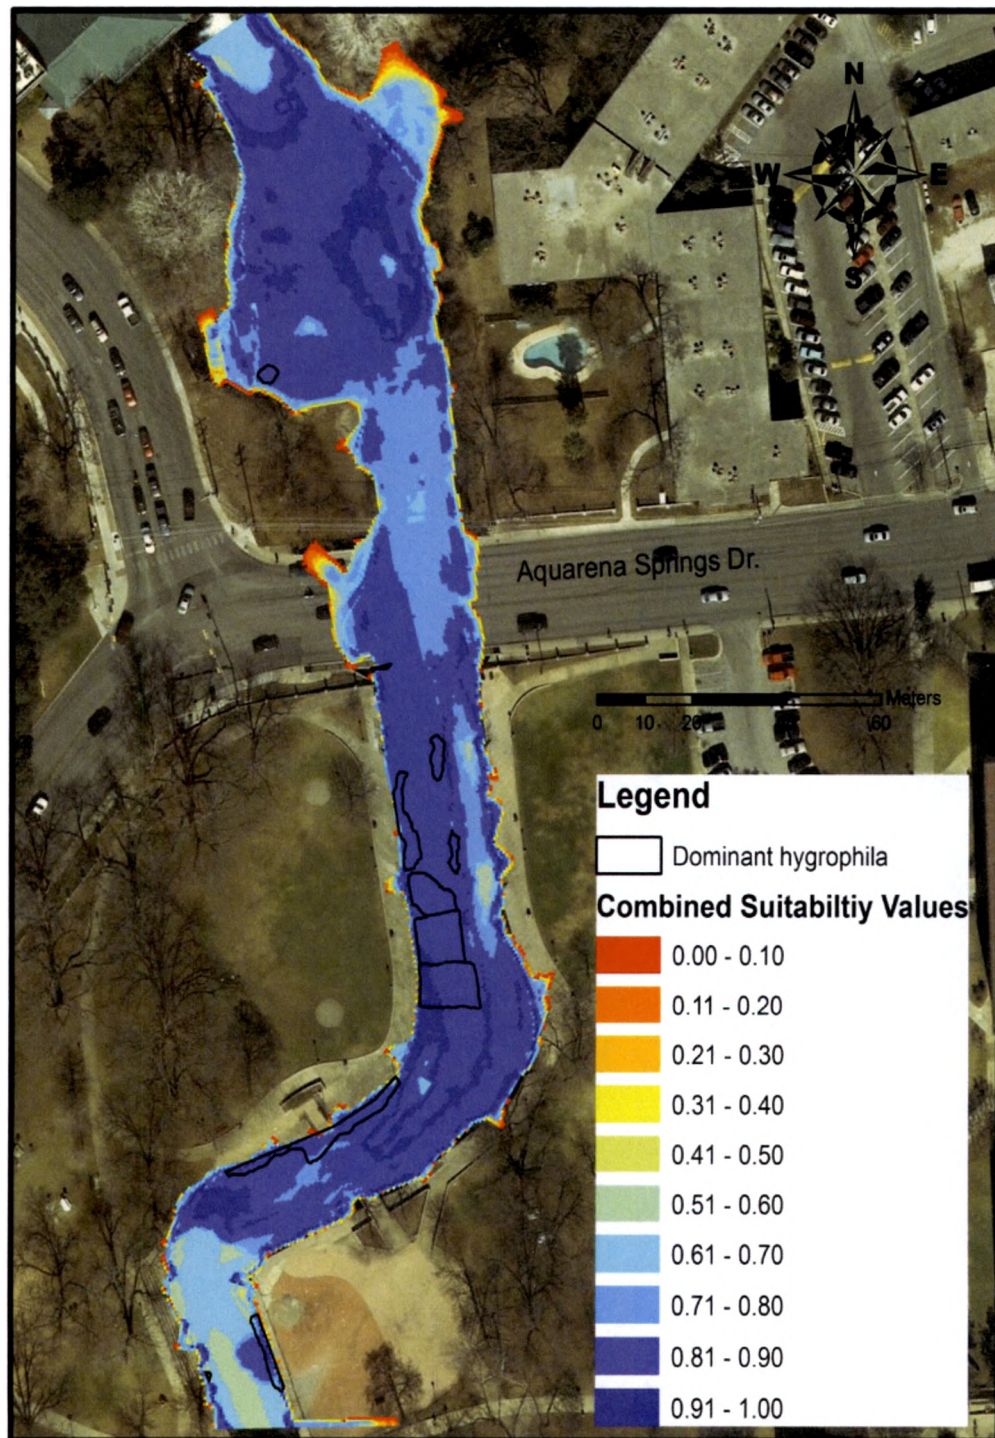 N
W E
S
Aquarena Springs Dr.
Meters
0 10 20 60
Legend
Dominant hygrophila
Combined Suitabiltiy Values
0.00 - 0.10
0.11 - 0.20
0.21 - 0.30
0.31 - 0.40
0.41 - 0.50
0.51 - 0.60
0.61 - 0.70
0.71 - 0.80
0.81 - 0.90
0.91 - 1.00